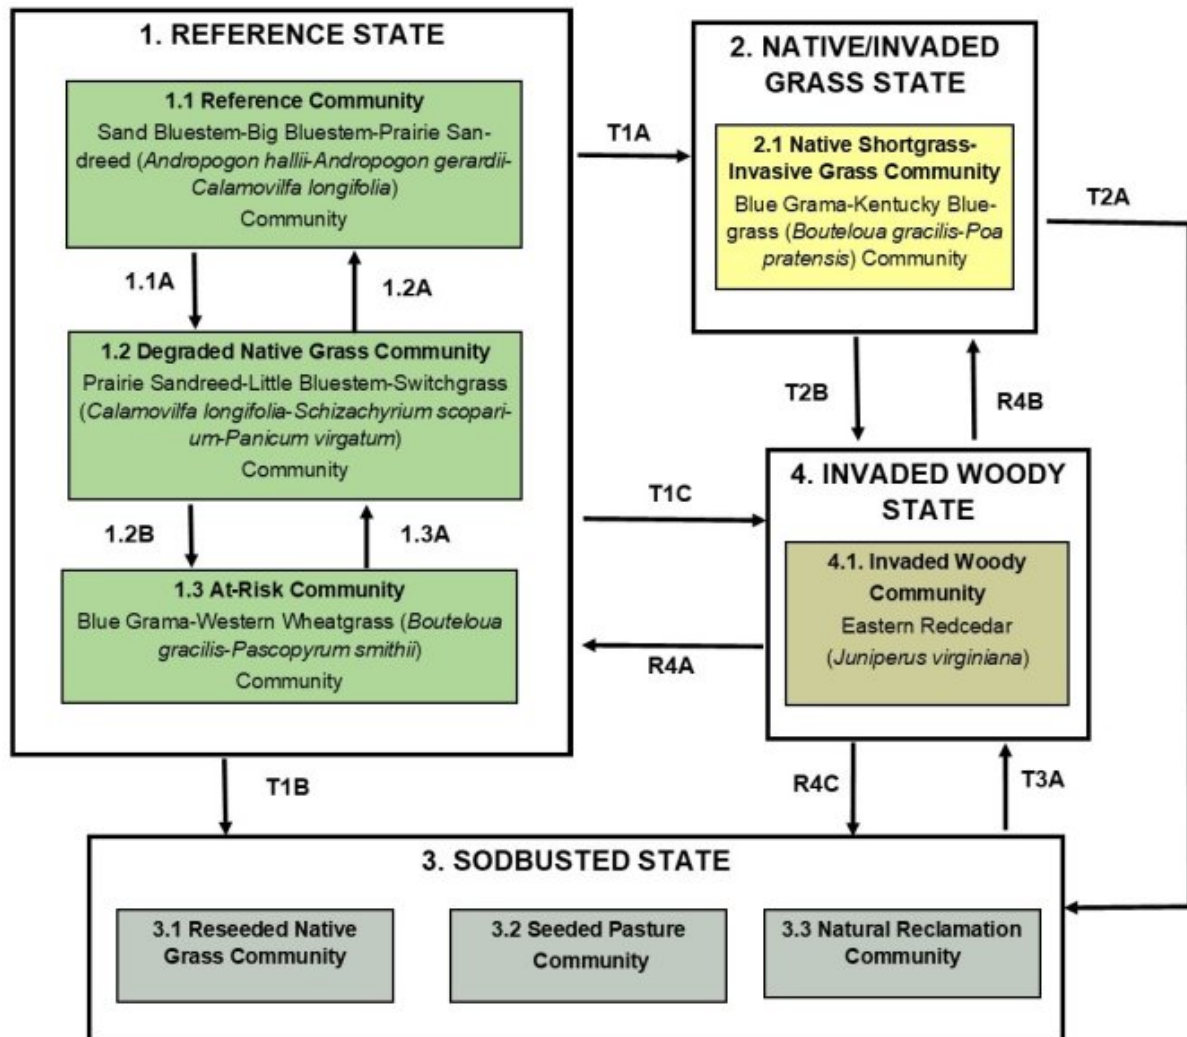 1. REFERENCE STATE
1.1 Reference Community
Sand Bluestem-Big Bluestem-Prairie San-
dreed (Andropogon hallii-Andropogon gerardii-
Calamovilfa longifolia)
Community
1.1A
1.2A
1.2 Degraded Native Grass Community
Prairie Sandreed-Little Bluestem-Switchgrass
(Calamovilfa longifolia-Schizachyrium scopari-
um-Panicum virgatum)
Community
1.2B
1.3A
1.3 At-Risk Community
Blue Grama-Western Wheatgrass (Bouteloua
gracilis-Pascopyrum smithii)
Community
T1A
2. NATIVE/INVADED
GRASS STATE
2.1 Native Shortgrass-
Invasive Grass Community
Blue Grama-Kentucky Blue-
grass (Bouteloua gracilis-Poa
pratensis) Community
T2A
T2B
R4B
T1C
R4A
4. INVADED WOODY
STATE
4.1. Invaded Woody
Community
Eastern Redcedar
(Juniperus virginiana)
T1B
R4C
T3A
3. SODBUSTED STATE
3.1 Reseeded Native
Grass Community
3.2 Seeded Pasture
Community
3.3 Natural Reclamation
Community